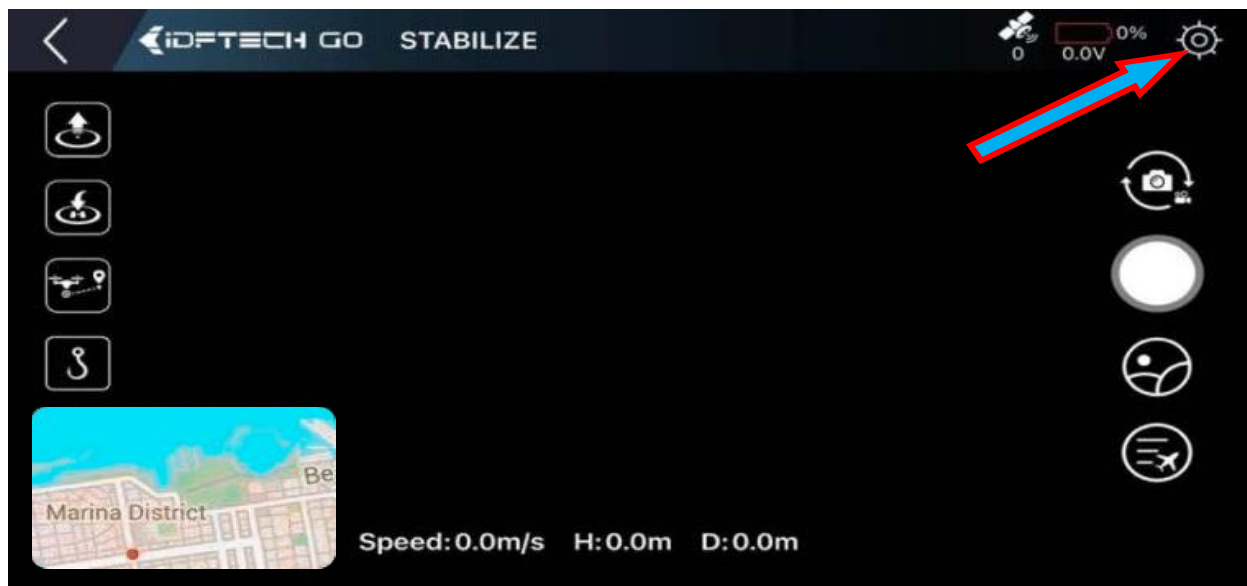 iDFTECH GO STABILIZE
0 0.0V 0%
Be
Marina District
Speed:0.0m/s H:0.0m D:0.0m